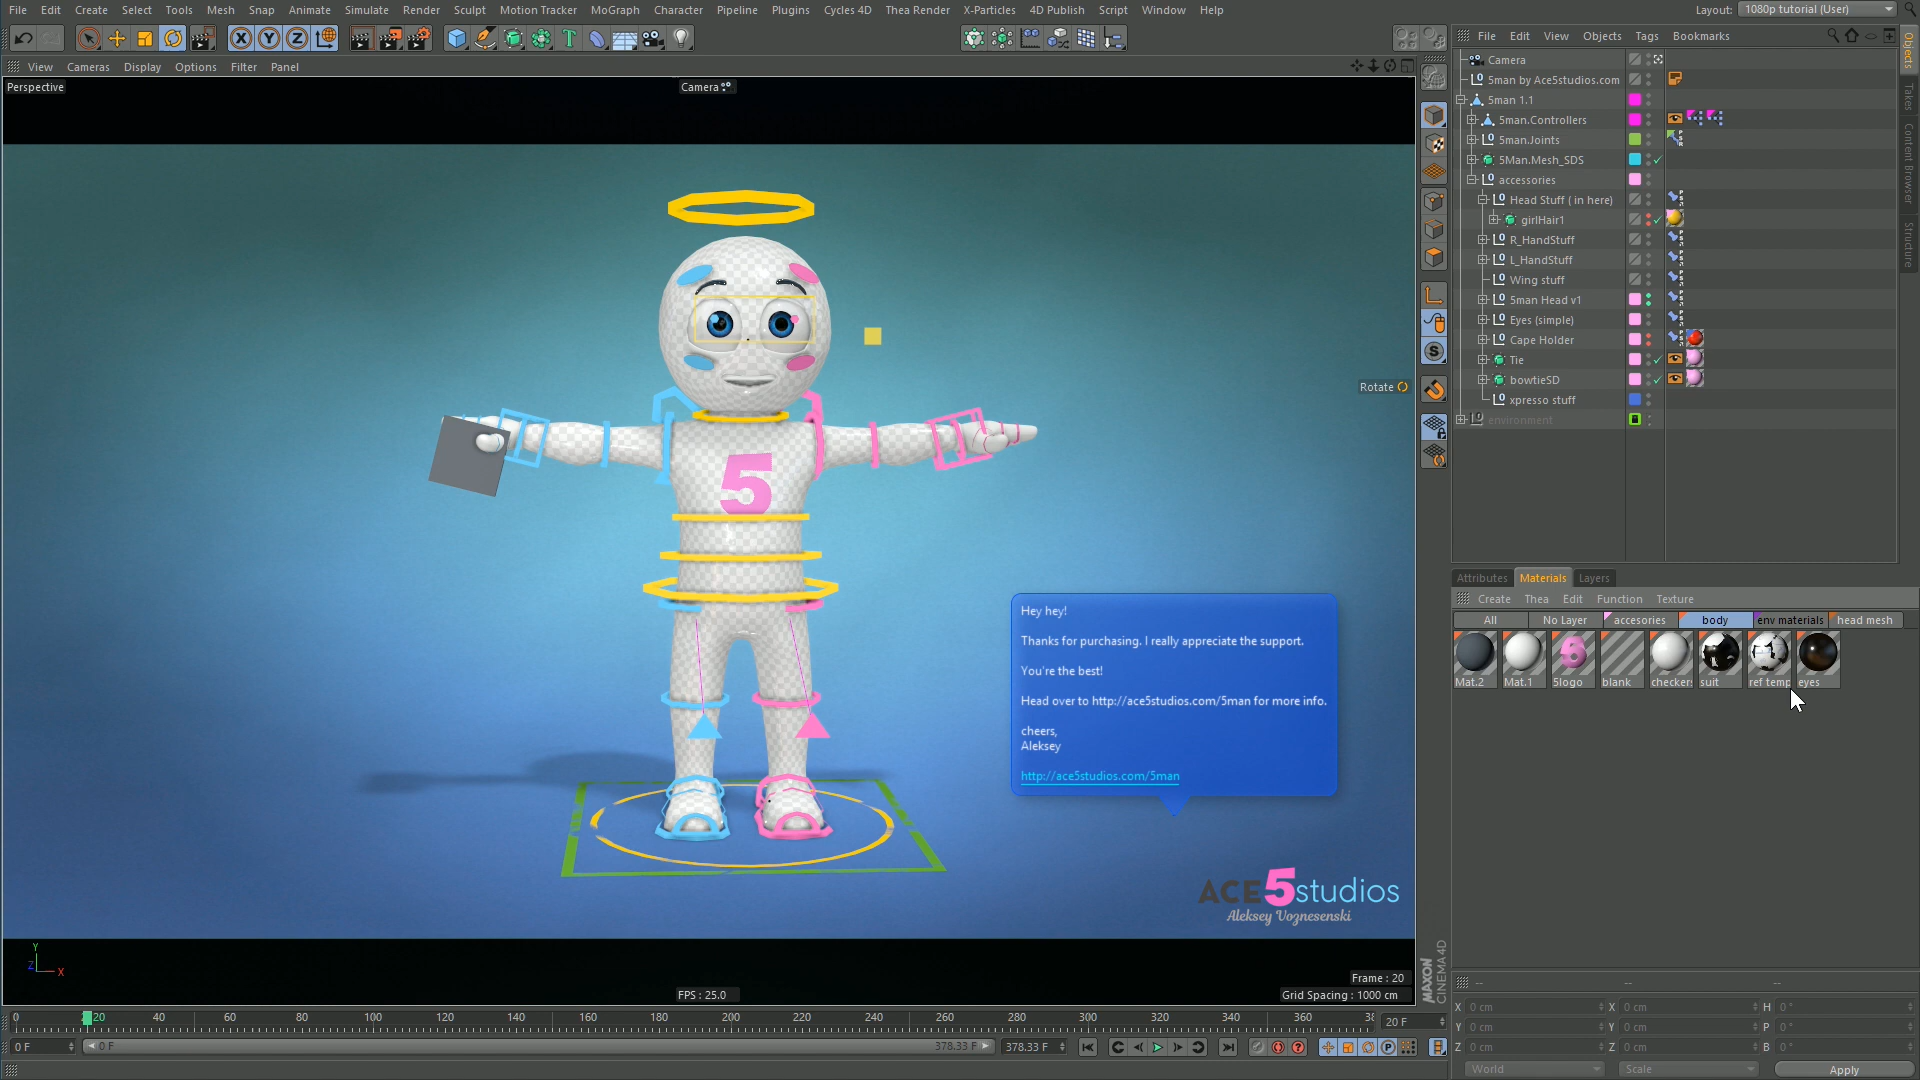 File Edit Create Select Tools Mesh Snap Animate Simulate Render Sculpt Motion Tracker MoGraph Character Pipeline Plugins Cycles 4D Thea Render X-Particles 4D Publish Script Window Help
Layout: 1080p tutorial (User)
View Cameras Display Options Filter Panel
Perspective
Camera
Rotate
5
Hey hey!
Thanks for purchasing. I really appreciate the support.
You're the best!
Head over to http://ace5studios.com/5man for more info.
cheers,
Aleksey
http://ace5studios.com/5man
ACE5studios
Aleksey Voznesenski
Y
Z X
Frame : 20
FPS : 25.0
Grid Spacing : 1000 cm
MAXON
CINEMA 4D
0 20 40 60 80 100 120 140 160 180 200 220 240 260 280 300 320 340 360
20 F
0 F
0 F
378.33 F
378.33 F
File Edit View Objects Tags Bookmarks
Camera
5man by Ace5studios.com
5man 1.1
5man.Controllers
5man.Joints
5Man.Mesh_SDS
accessories
Head Stuff ( in here)
girlHair1
R_HandStuff
L_HandStuff
Wing stuff
5man Head v1
Eyes (simple)
Cape Holder
Tie
bowtieSD
xpresso stuff
environment
Objects
Takes
Content Browser
Structure
Attributes Materials Layers
Create Thea Edit Function Texture
All No Layer accesories body env materials head mesh
Mat.2 Mat.1 5logo blank checkers suit ref temp eyes
-- -- --
X 0 cm X 0 cm H 0 °
Y 0 cm Y 0 cm P 0 °
Z 0 cm Z 0 cm B 0 °
World Scale Apply